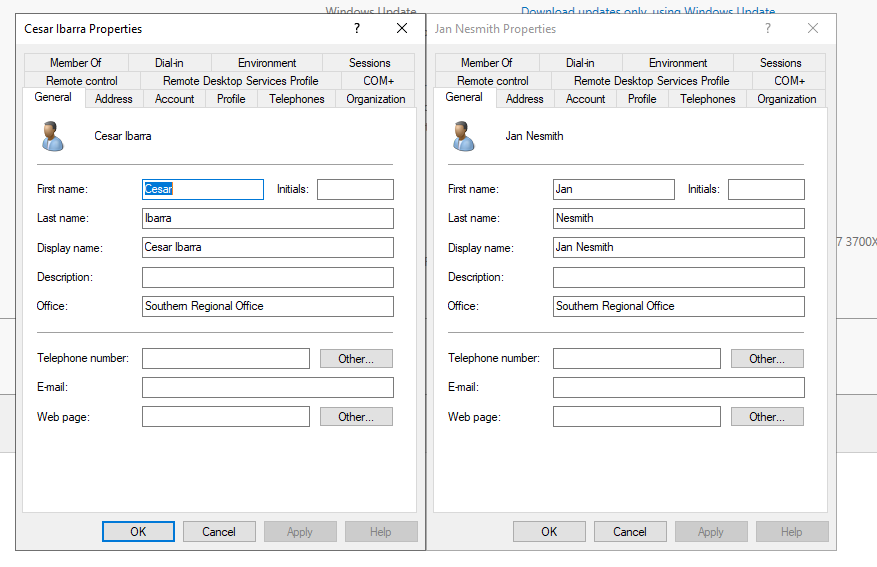 Windows Update
Download updates only, using Windows Update
Cesar Ibarra Properties
?
Member Of
Dial-in
Environment
Sessions
Remote control
Remote Desktop Services Profile
COM+
General
Address
Account
Profile
Telephones
Organization
Cesar Ibarra
First name:
Cesar
Initials:
Last name:
Ibarra
Display name:
Cesar Ibarra
Description:
Office:
Southern Regional Office
Telephone number:
Other...
E-mail:
Web page:
Other...
OK
Cancel
Apply
Help
Jan Nesmith Properties
?
Member Of
Dial-in
Environment
Sessions
Remote control
Remote Desktop Services Profile
COM+
General
Address
Account
Profile
Telephones
Organization
Jan Nesmith
First name:
Jan
Initials:
Last name:
Nesmith
Display name:
Jan Nesmith
Description:
Office:
Southern Regional Office
Telephone number:
Other...
E-mail:
Web page:
Other...
OK
Cancel
Apply
Help
7 3700X